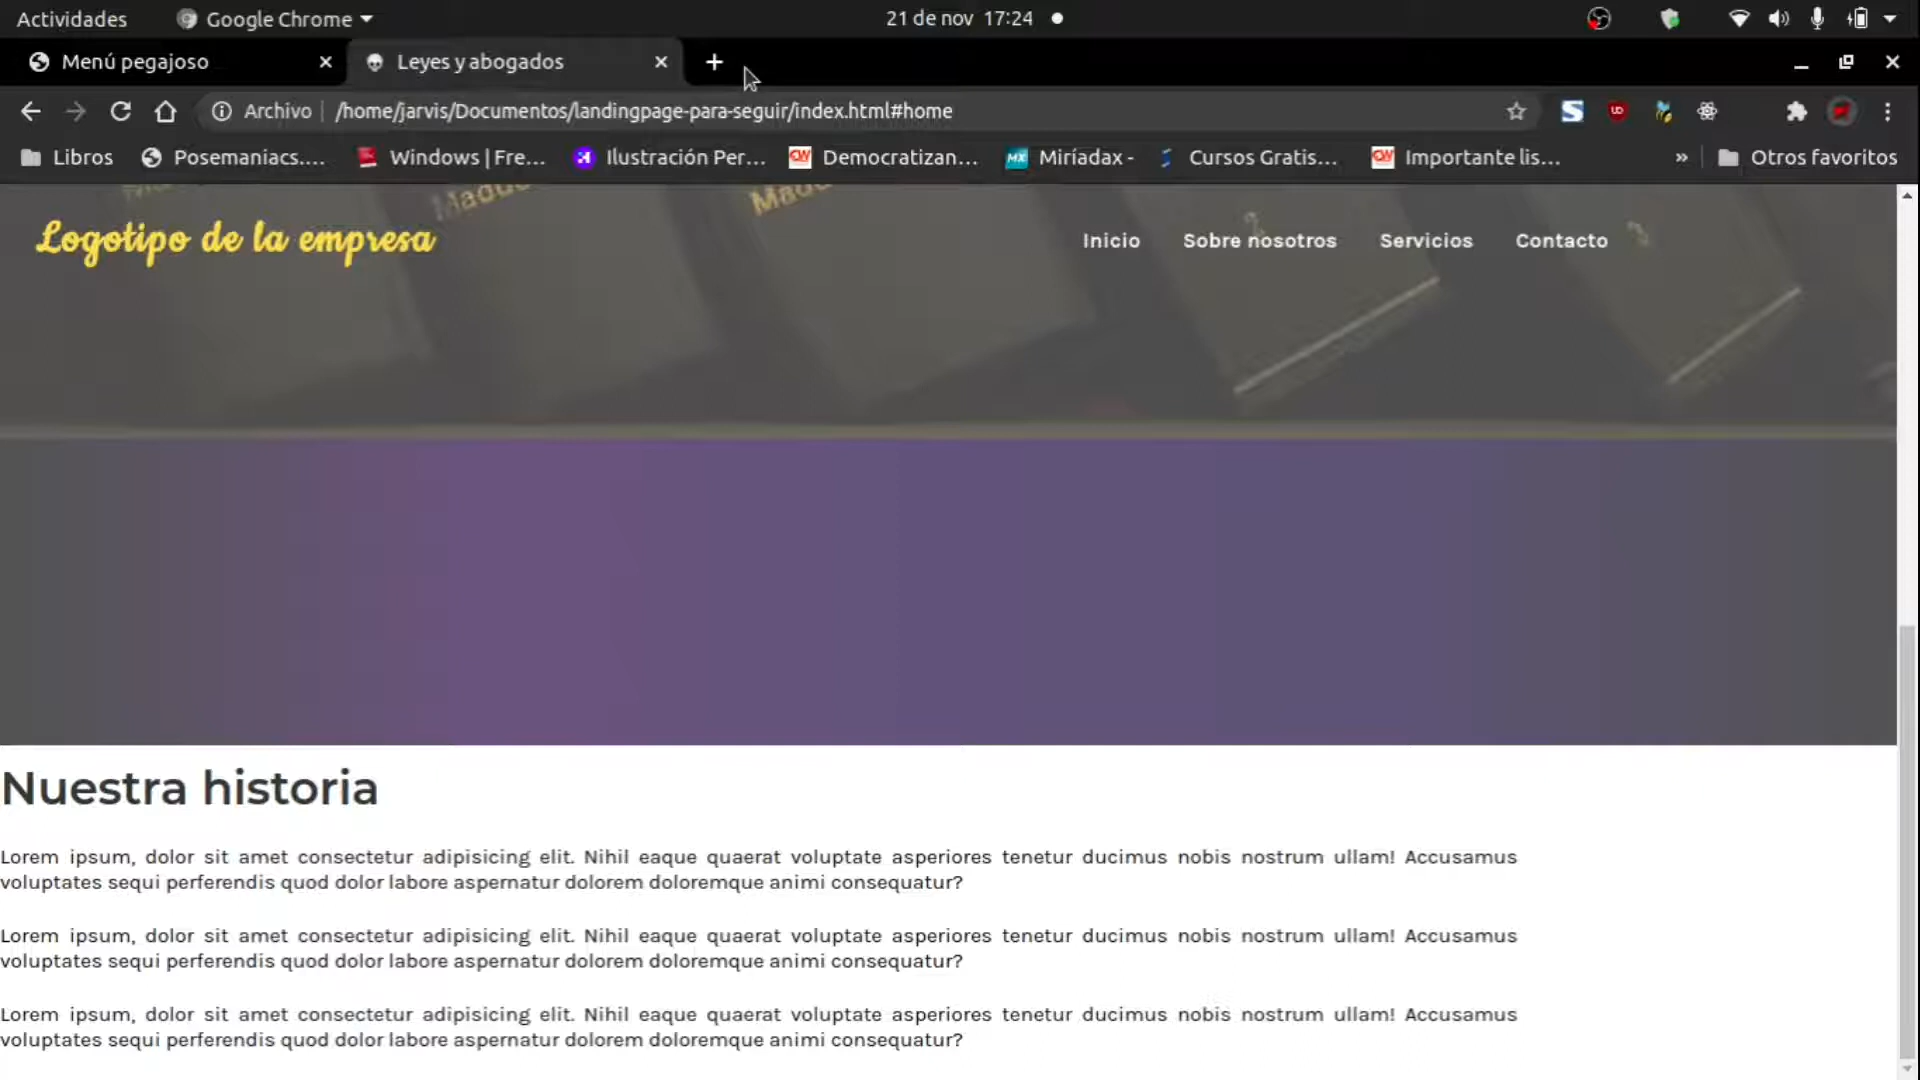 Actividades Google Chrome 21 de nov 17:24
Menú pegajoso Leyes y abogados
Archivo /home/jarvis/Documentos/landingpage-para-seguir/index.html#home
Libros Posemaniacs.... Windows | Fre... Ilustración Per... Democratizan... Miríadax - Cursos Gratis... Importante lis... » Otros favoritos
Logotipo de la empresa Inicio Sobre nosotros Servicios Contacto
Nuestra historia
Lorem ipsum, dolor sit amet consectetur adipisicing elit. Nihil eaque quaerat voluptate asperiores tenetur ducimus nobis nostrum ullam! Accusamus
voluptates sequi perferendis quod dolor labore aspernatur dolorem doloremque animi consequatur?
Lorem ipsum, dolor sit amet consectetur adipisicing elit. Nihil eaque quaerat voluptate asperiores tenetur ducimus nobis nostrum ullam! Accusamus
voluptates sequi perferendis quod dolor labore aspernatur dolorem doloremque animi consequatur?
Lorem ipsum, dolor sit amet consectetur adipisicing elit. Nihil eaque quaerat voluptate asperiores tenetur ducimus nobis nostrum ullam! Accusamus
voluptates sequi perferendis quod dolor labore aspernatur dolorem doloremque animi consequatur?